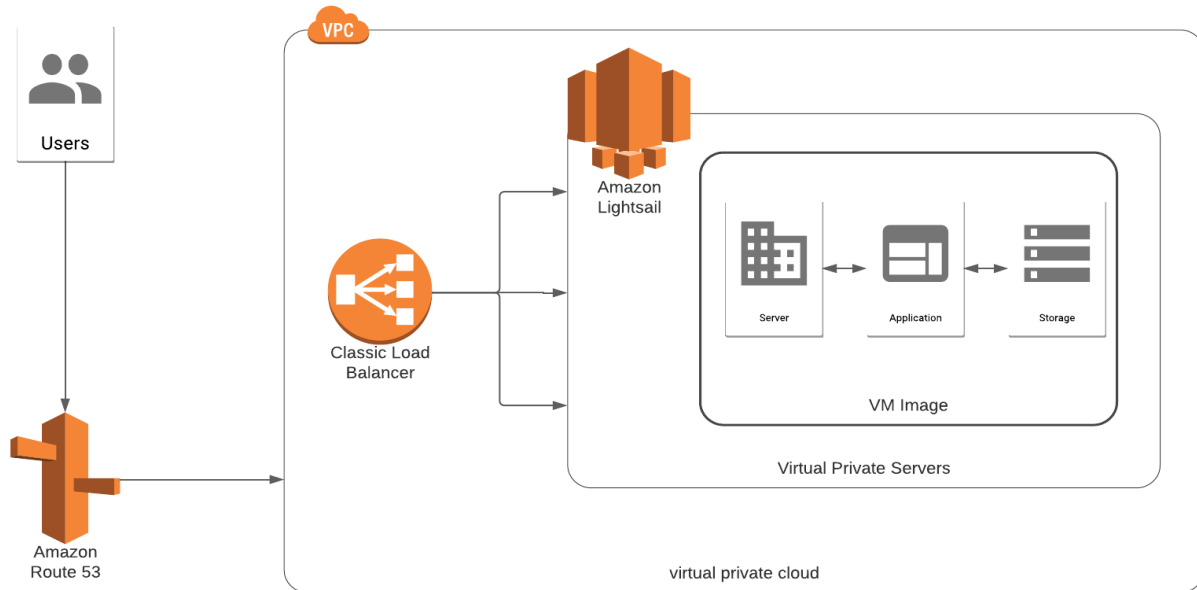 VPC
Users
Amazon
Lightsail
Server
Application
Storage
Classic Load
Balancer
VM Image
Virtual Private Servers
Amazon
Route 53
virtual private cloud